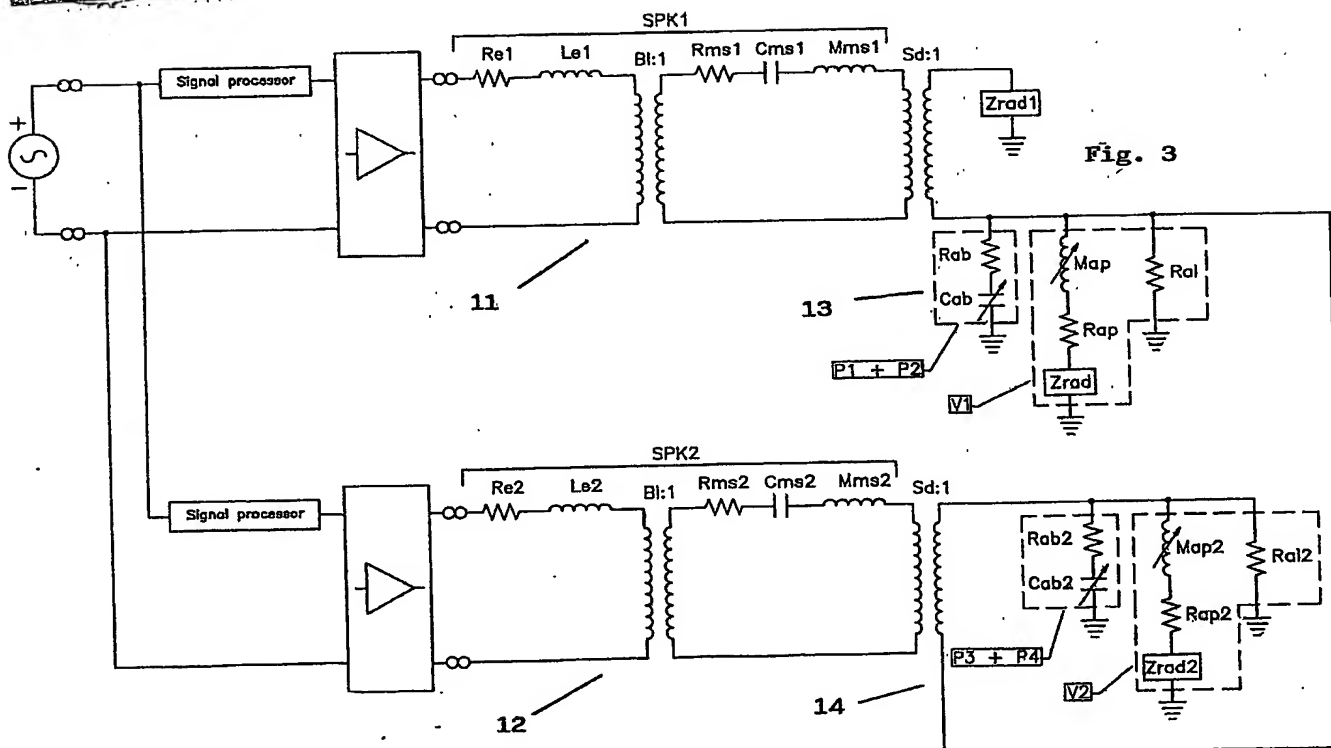 SPK1
Re1
Le1
Bl:1
Rms1
Cms1
Mms1
Sd:1
Signal processor
Zrad1
+
Fig. 3
−
Rab
Map
Ral
11
13
Cab
Rap
P1 + P2
Zrad
V1
SPK2
Re2
Le2
Bl:1
Rms2
Cms2
Mms2
Sd:1
Signal processor
Rab2
Map2
Ral2
Cab2
Rap2
P3 + P4
Zrad2
12
14
V2